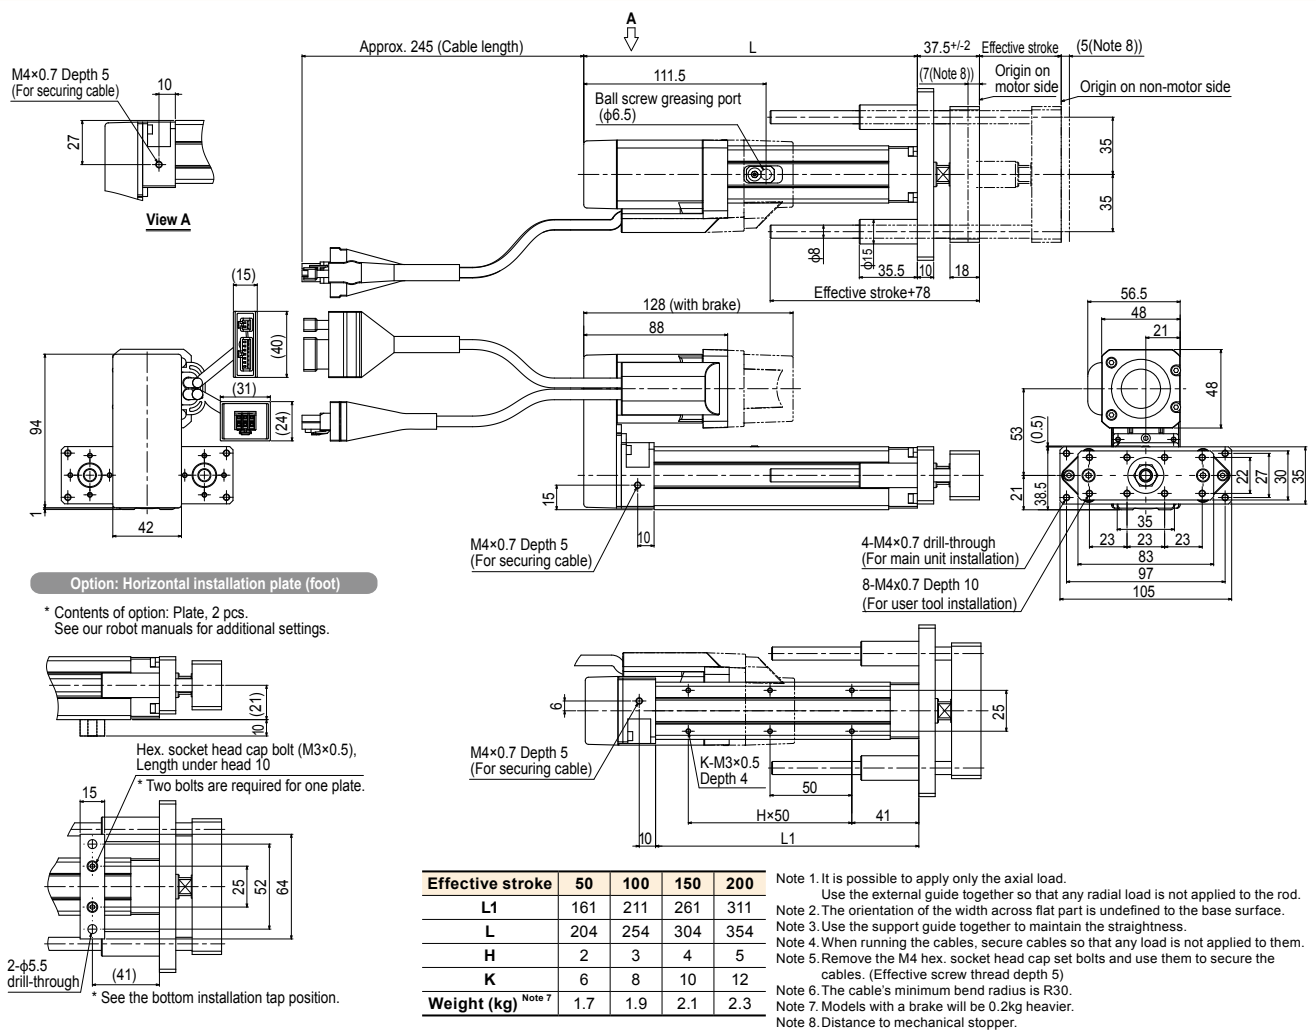 A
Approx. 245 (Cable length)
L
37.5+/-2
Effective stroke
(5(Note 8))
M4×0.7 Depth 5
(For securing cable)
10
27
View A
111.5
(7(Note 8))
Origin on
motor side
Origin on non-motor side
Ball screw greasing port
(ϕ6.5)
35
35
ϕ8
ϕ15
35.5
10
18
Effective stroke+78
(15)
(40)
(31)
(24)
94
1
42
128 (with brake)
88
15
10
M4×0.7 Depth 5
(For securing cable)
56.5
48
21
48
53
(0.5)
21
38.5
22
27
30
35
35
23
23
23
83
97
105
4-M4×0.7 drill-through
(For main unit installation)
8-M4x0.7 Depth 10
(For user tool installation)
Option: Horizontal installation plate (foot)
* Contents of option: Plate, 2 pcs.
See our robot manuals for additional settings.
(21)
10
Hex. socket head cap bolt (M3×0.5),
Length under head 10
* Two bolts are required for one plate.
15
25
52
64
2-ϕ5.5
drill-through
(41)
* See the bottom installation tap position.
6
M4×0.7 Depth 5
(For securing cable)
K-M3×0.5
Depth 4
25
50
H×50
41
10
L1
Effective stroke 50 100 150 200
L1 161 211 261 311
L 204 254 304 354
H 2 3 4 5
K 6 8 10 12
Weight (kg) Note 7 1.7 1.9 2.1 2.3
Note 1. It is possible to apply only the axial load.
Use the external guide together so that any radial load is not applied to the rod.
Note 2. The orientation of the width across flat part is undefined to the base surface.
Note 3. Use the support guide together to maintain the straightness.
Note 4. When running the cables, secure cables so that any load is not applied to them.
Note 5. Remove the M4 hex. socket head cap set bolts and use them to secure the
cables. (Effective screw thread depth 5)
Note 6. The cable's minimum bend radius is R30.
Note 7. Models with a brake will be 0.2kg heavier.
Note 8. Distance to mechanical stopper.